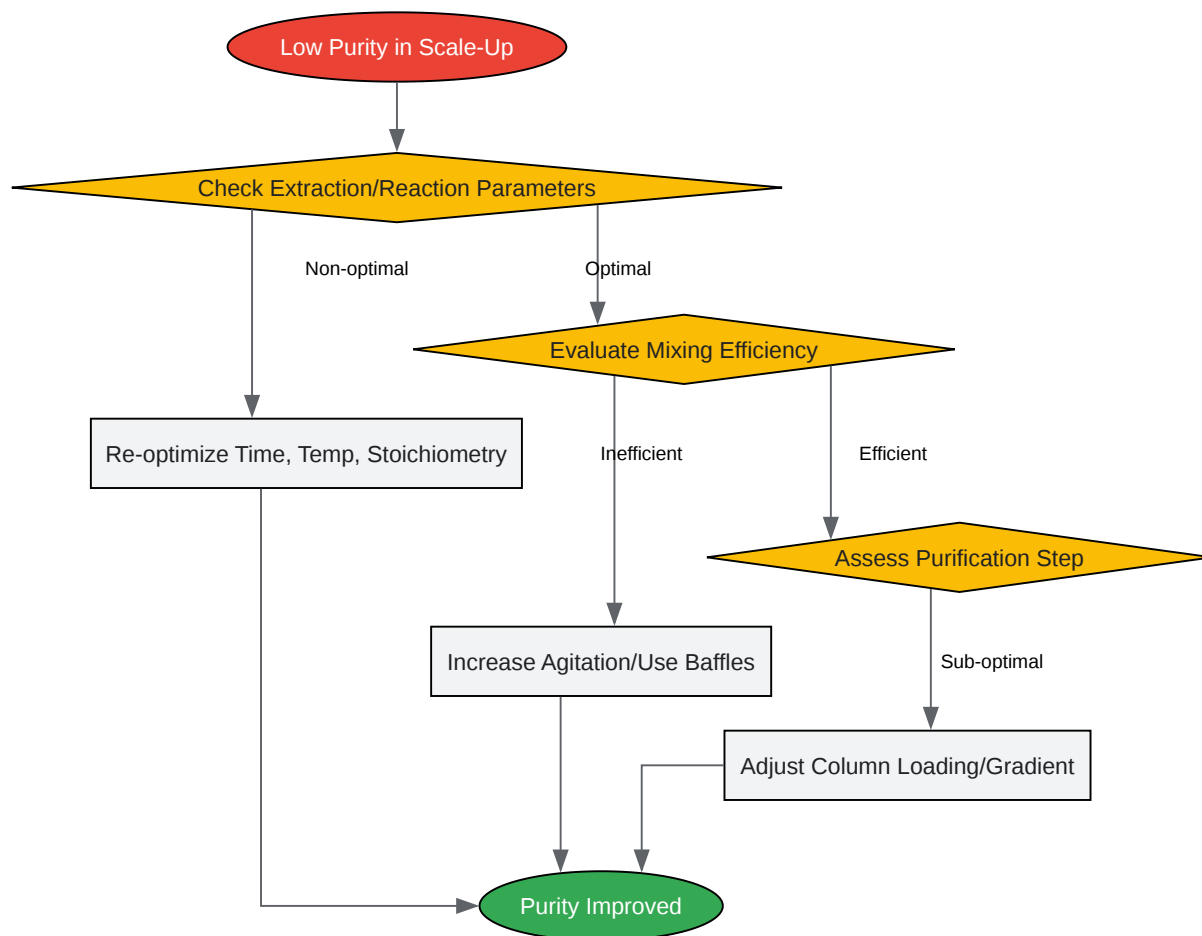 Low Purity in Scale-Up
Check Extraction/Reaction Parameters
Non-optimal
Optimal
Evaluate Mixing Efficiency
Re-optimize Time, Temp, Stoichiometry
Inefficient
Efficient
Assess Purification Step
Increase Agitation/Use Baffles
Sub-optimal
Adjust Column Loading/Gradient
Purity Improved